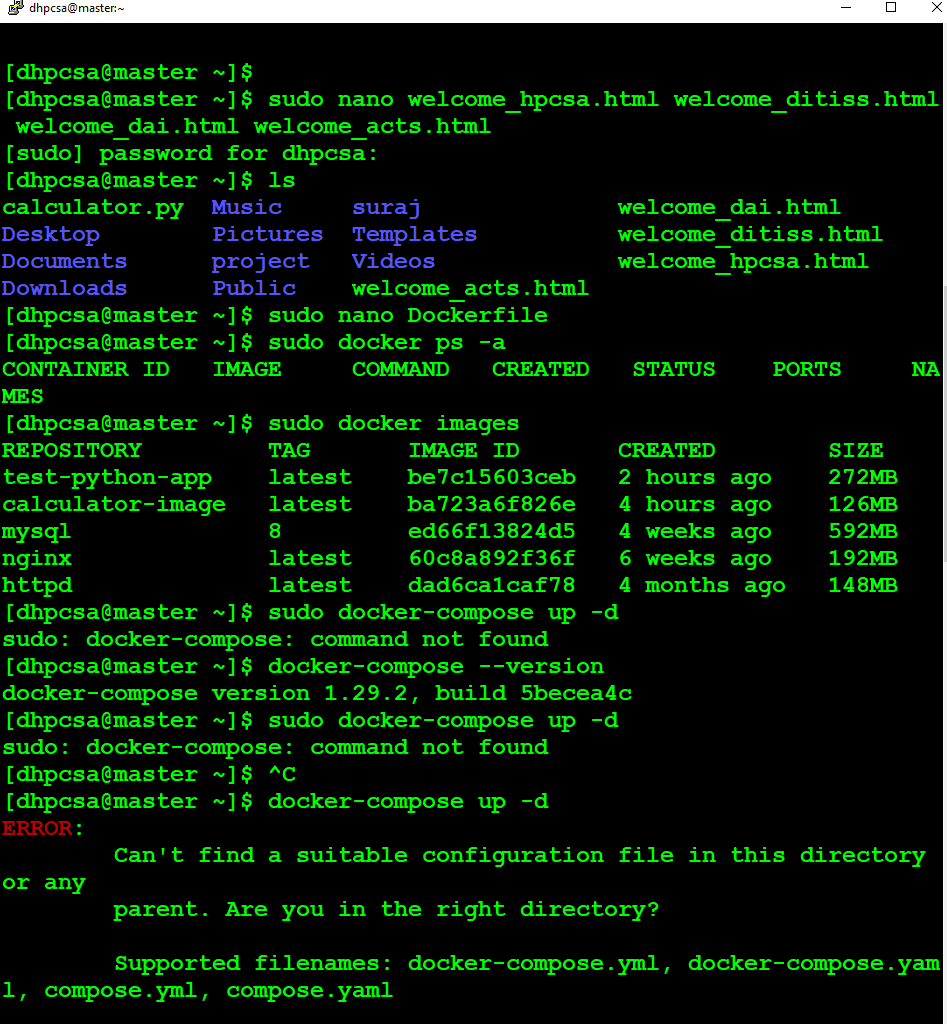 dhpcsa@master:~
[dhpcsa@master ~]$
[dhpcsa@master ~]$ sudo nano welcome_hpcsa.html welcome_ditiss.html
 welcome_dai.html welcome_acts.html
[sudo] password for dhpcsa:
[dhpcsa@master ~]$ ls
calculator.py  Music     suraj              welcome_dai.html
Desktop        Pictures  Templates          welcome_ditiss.html
Documents      project   Videos             welcome_hpcsa.html
Downloads      Public    welcome_acts.html
[dhpcsa@master ~]$ sudo nano Dockerfile
[dhpcsa@master ~]$ sudo docker ps -a
CONTAINER ID   IMAGE     COMMAND   CREATED   STATUS    PORTS     NA
MES
[dhpcsa@master ~]$ sudo docker images
REPOSITORY         TAG       IMAGE ID       CREATED        SIZE
test-python-app    latest    be7c15603ceb   2 hours ago    272MB
calculator-image   latest    ba723a6f826e   4 hours ago    126MB
mysql              8         ed66f13824d5   4 weeks ago    592MB
nginx              latest    60c8a892f36f   6 weeks ago    192MB
httpd              latest    dad6ca1caf78   4 months ago   148MB
[dhpcsa@master ~]$ sudo docker-compose up -d
sudo: docker-compose: command not found
[dhpcsa@master ~]$ docker-compose --version
docker-compose version 1.29.2, build 5becea4c
[dhpcsa@master ~]$ sudo docker-compose up -d
sudo: docker-compose: command not found
[dhpcsa@master ~]$ ^C
[dhpcsa@master ~]$ docker-compose up -d
ERROR:
        Can't find a suitable configuration file in this directory
or any
        parent. Are you in the right directory?
        Supported filenames: docker-compose.yml, docker-compose.yam
l, compose.yml, compose.yaml